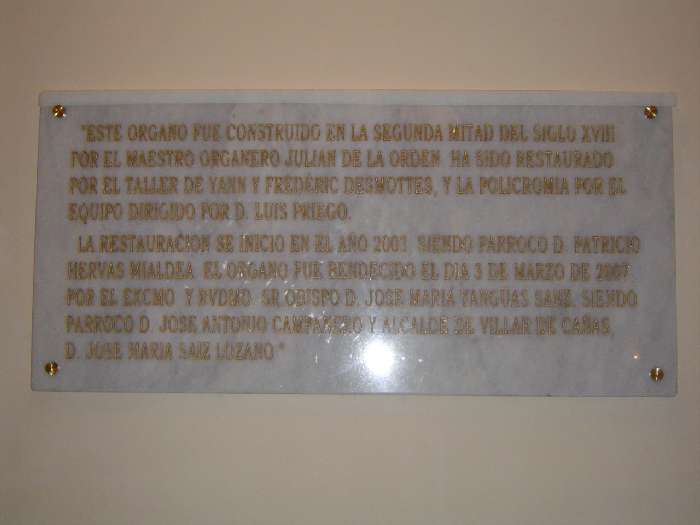 "ESTE ORGANO FUE CONSTRUIDO EN LA SEGUNDA MITAD DEL SIGLO XVIII
POR EL MAESTRO ORGANERO JULIAN DE LA ORDEN. HA SIDO RESTAURADO
POR EL TALLER DE YANN Y FRÉDÉRIC DESMOTTES, Y LA POLICROMIA POR EL
EQUIPO DIRIGIDO POR D. LUIS PRIEGO.
LA RESTAURACION SE INICIO EN EL AÑO SIENDO PARROCO D. PATRICIO
HERVAS MIALDEA. EL ORGANO FUE BENDECIDO EL DIA 3 DE MARZO DE 2007
POR EL EXCMO. Y RVDMO. SR OBISPO D. JOSE MARIÁ YANGUAS SANZ, SIENDO
PARROCO D. JOSE ANTONIO CAMPANERO Y ALCALDE DE VILLAR DE CAÑAS,
D. JOSE MARIA SAIZ LOZANO."